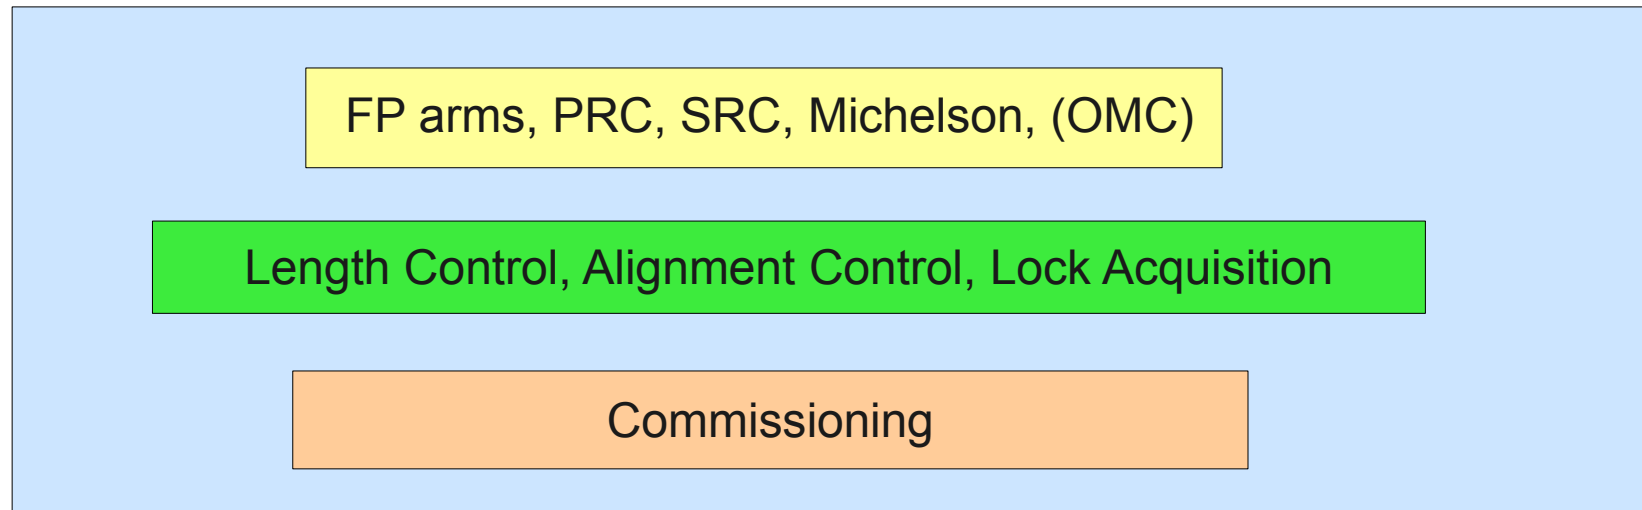 FP arms, PRC, SRC, Michelson, (OMC)
Length Control, Alignment Control, Lock Acquisition
Commissioning